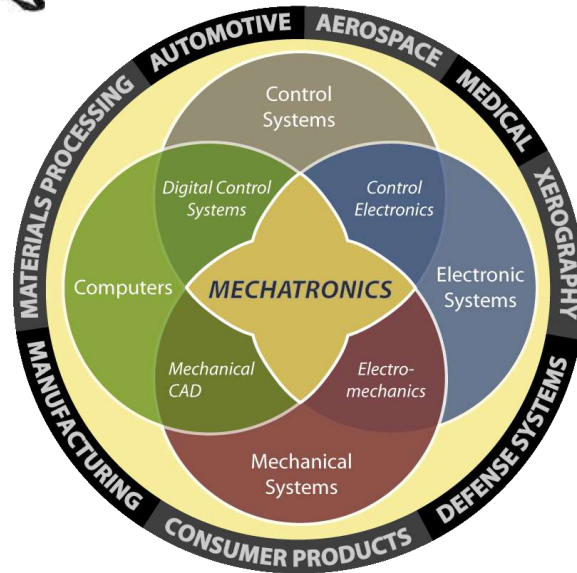 AUTOMOTIVE
AEROSPACE
MEDICAL
XEROGRAPHY
DEFENSE SYSTEMS
CONSUMER PRODUCTS
MANUFACTURING
MATERIALS PROCESSING
Control
Systems
Digital Control
Systems
Control
Electronics
Computers
MECHATRONICS
Electronic
Systems
Mechanical
CAD
Electro-
mechanics
Mechanical
Systems